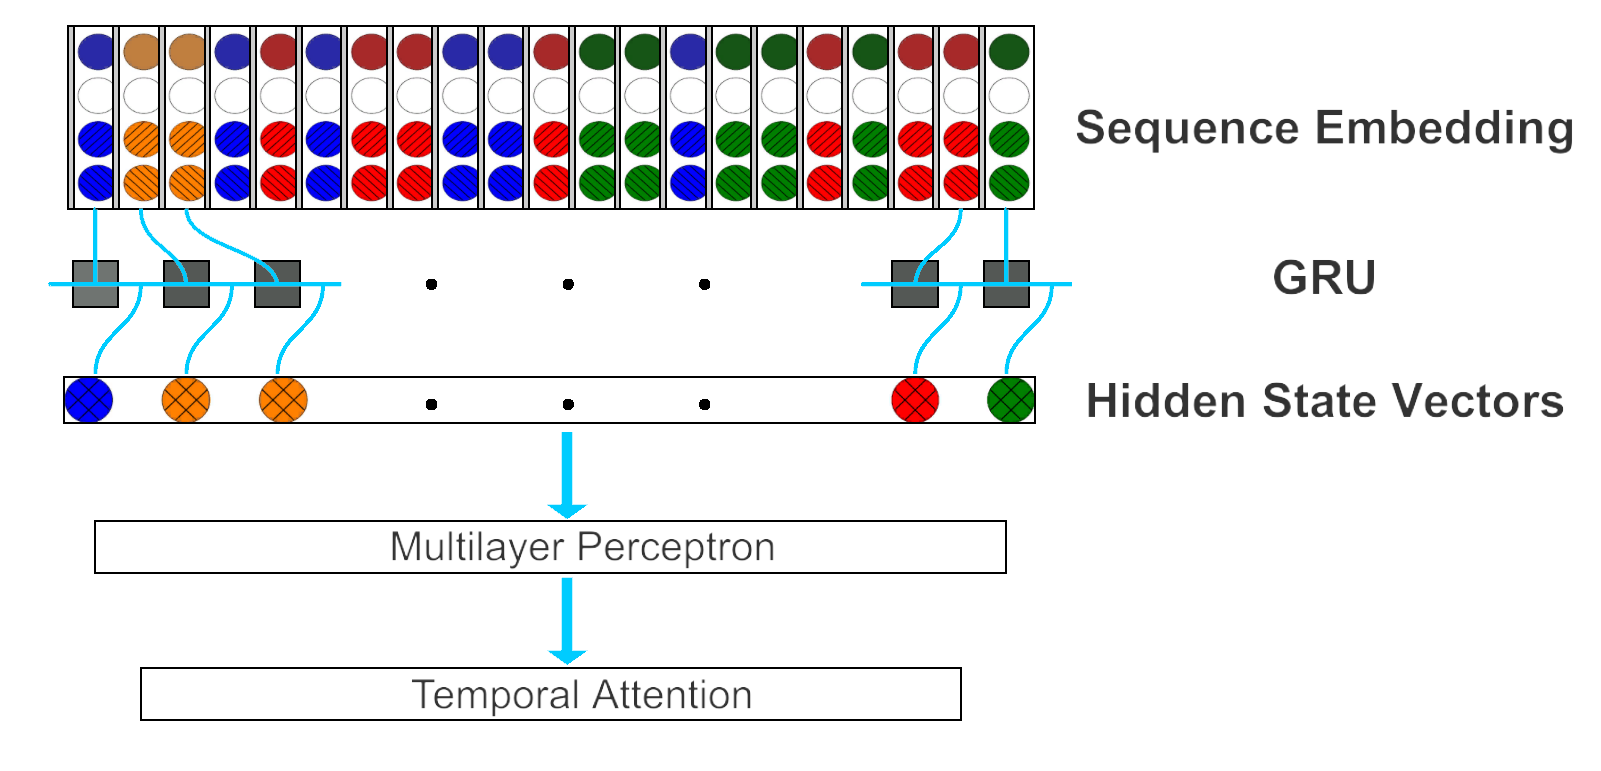 Sequence Embedding
GRU
Hidden State Vectors
Multilayer Perceptron
Temporal Attention